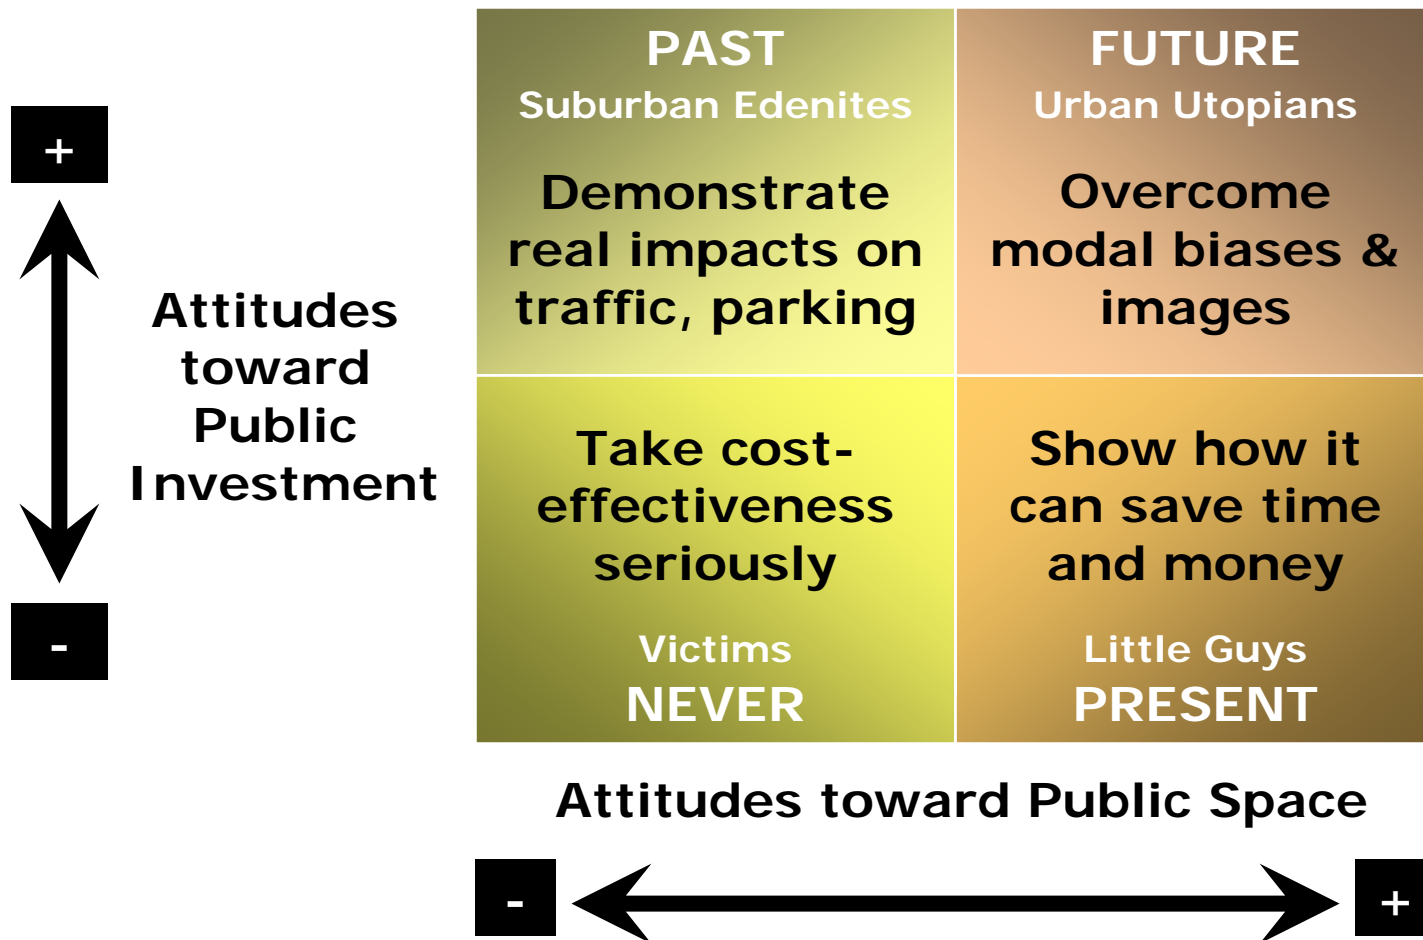 +
Attitudes
toward
Public
Investment
-
PAST
Suburban Edenites
Demonstrate
real impacts on
traffic, parking
FUTURE
Urban Utopians
Overcome
modal biases &
images
Take cost-
effectiveness
seriously
Victims
NEVER
Show how it
can save time
and money
Little Guys
PRESENT
Attitudes toward Public Space
-
+